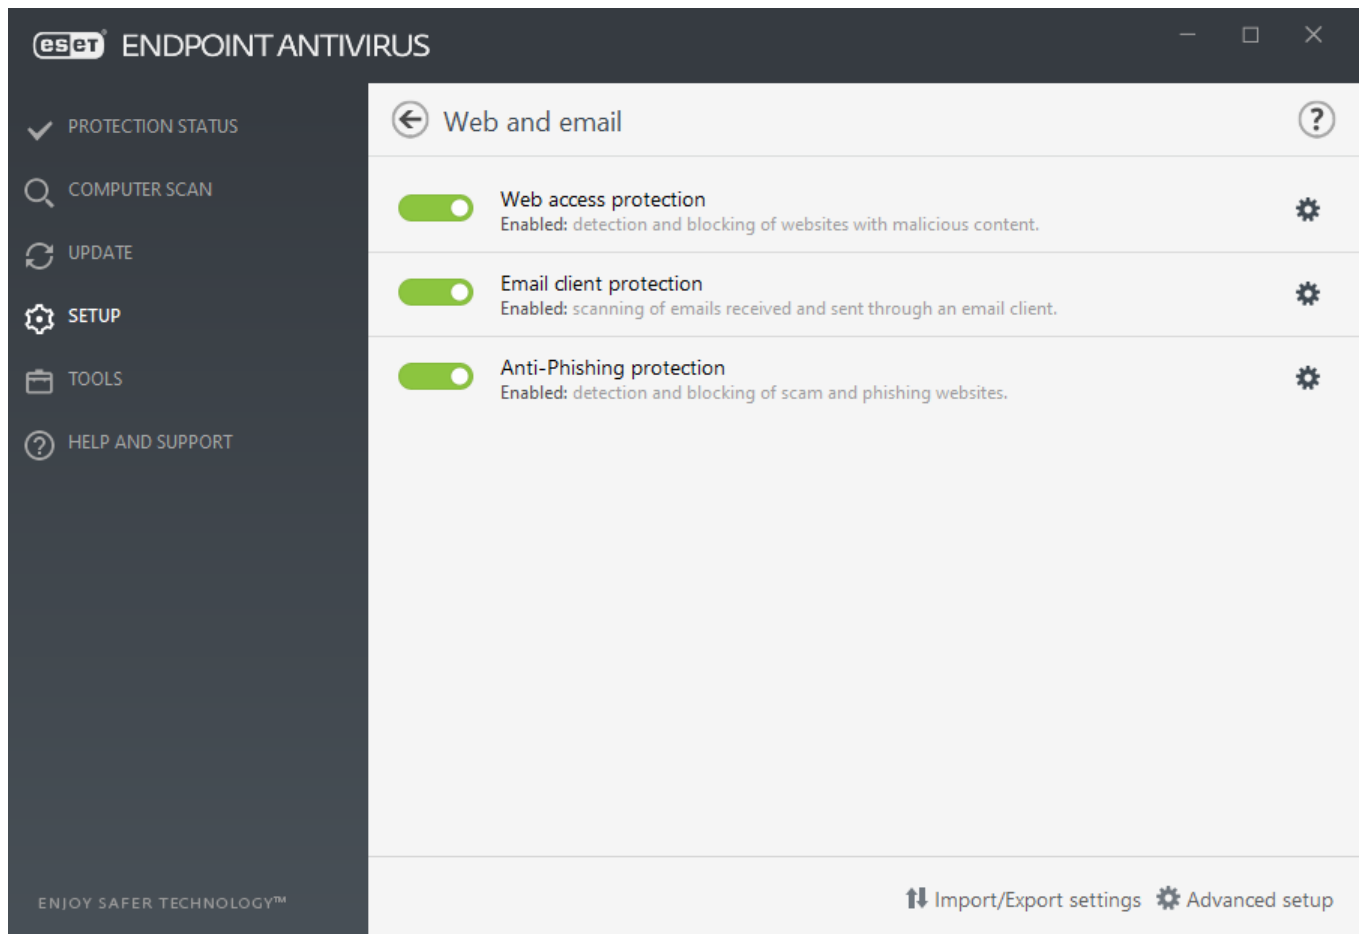 eset ENDPOINT ANTIVIRUS
PROTECTION STATUS
COMPUTER SCAN
UPDATE
SETUP
TOOLS
HELP AND SUPPORT
ENJOY SAFER TECHNOLOGY™
Web and email
?
Web access protection
Enabled: detection and blocking of websites with malicious content.
Email client protection
Enabled: scanning of emails received and sent through an email client.
Anti-Phishing protection
Enabled: detection and blocking of scam and phishing websites.
Import/Export settings Advanced setup